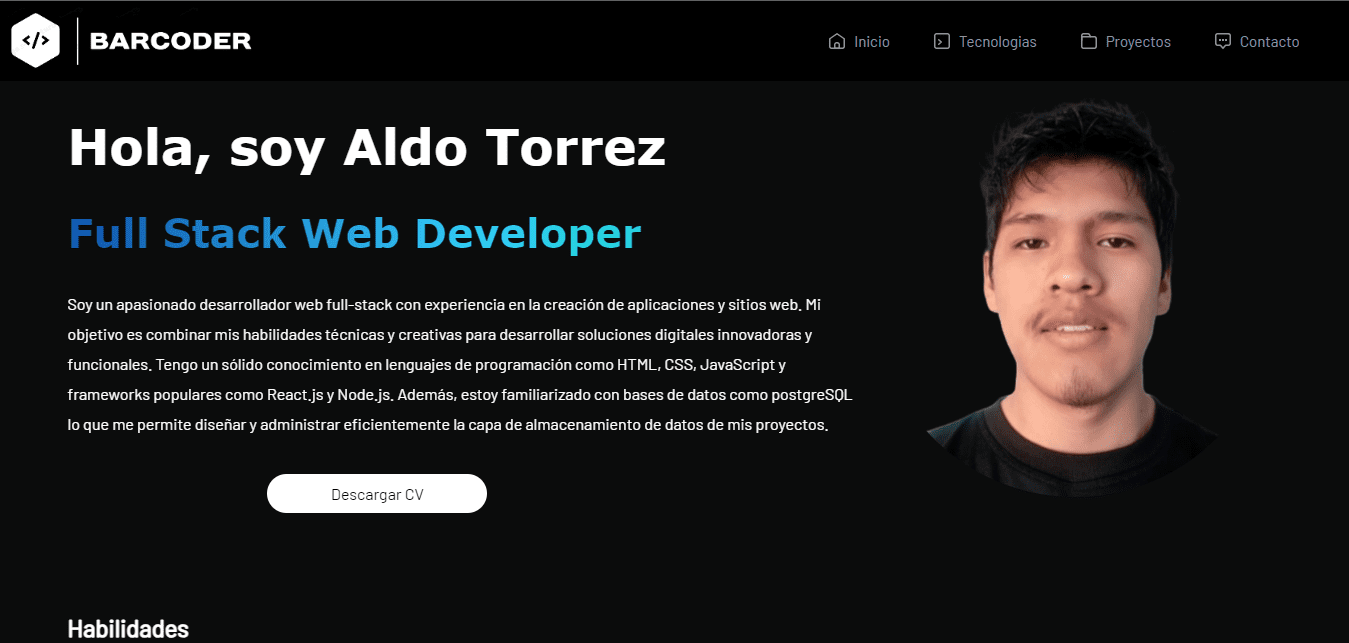 </> BARCODER
Inicio
Tecnologias
Proyectos
Contacto
Hola, soy Aldo Torrez
Full Stack Web Developer
Soy un apasionado desarrollador web full-stack con experiencia en la creación de aplicaciones y sitios web. Mi
objetivo es combinar mis habilidades técnicas y creativas para desarrollar soluciones digitales innovadoras y
funcionales. Tengo un sólido conocimiento en lenguajes de programación como HTML, CSS, JavaScript y
frameworks populares como React.js y Node.js. Además, estoy familiarizado con bases de datos como postgreSQL
lo que me permite diseñar y administrar eficientemente la capa de almacenamiento de datos de mis proyectos.
Descargar CV
Habilidades